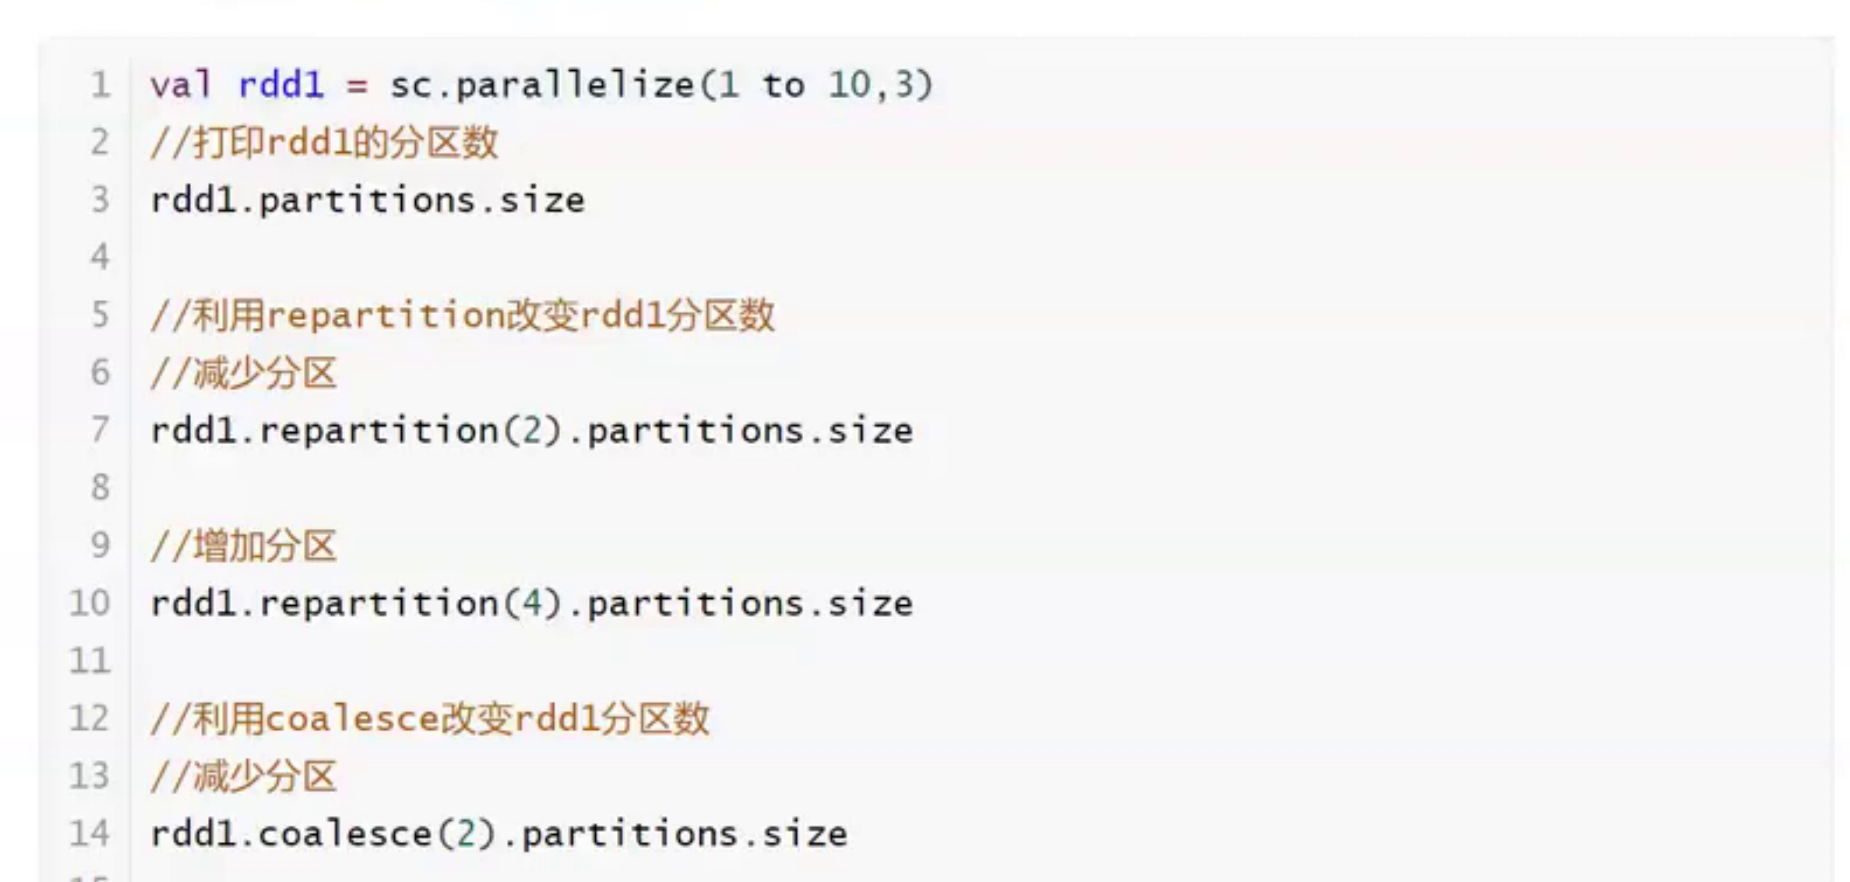 1 val rdd1 = sc.parallelize(1 to 10,3)
2 //打印rdd1的分区数
3 rdd1.partitions.size
4
5 //利用repartition改变rdd1分区数
6 //减少分区
7 rdd1.repartition(2).partitions.size
8
9 //增加分区
10 rdd1.repartition(4).partitions.size
11
12 //利用coalesce改变rdd1分区数
13 //减少分区
14 rdd1.coalesce(2).partitions.size